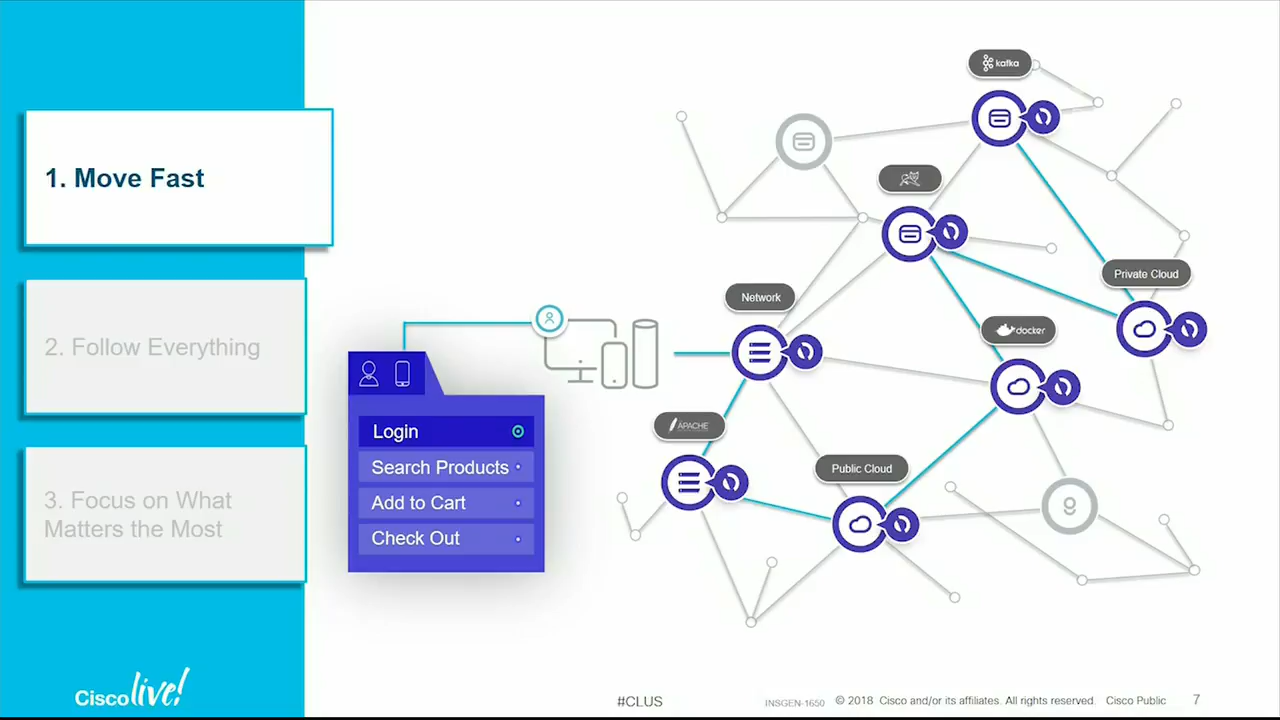 1. Move Fast
2. Follow Everything
3. Focus on What
Matters the Most
Login
Search Products
Add to Cart
Check Out
kafka
Network
Private Cloud
docker
APACHE
Public Cloud
Cisco live!
#CLUS
INSGEN-1650
© 2018 Cisco and/or its affiliates. All rights reserved. Cisco Public
7